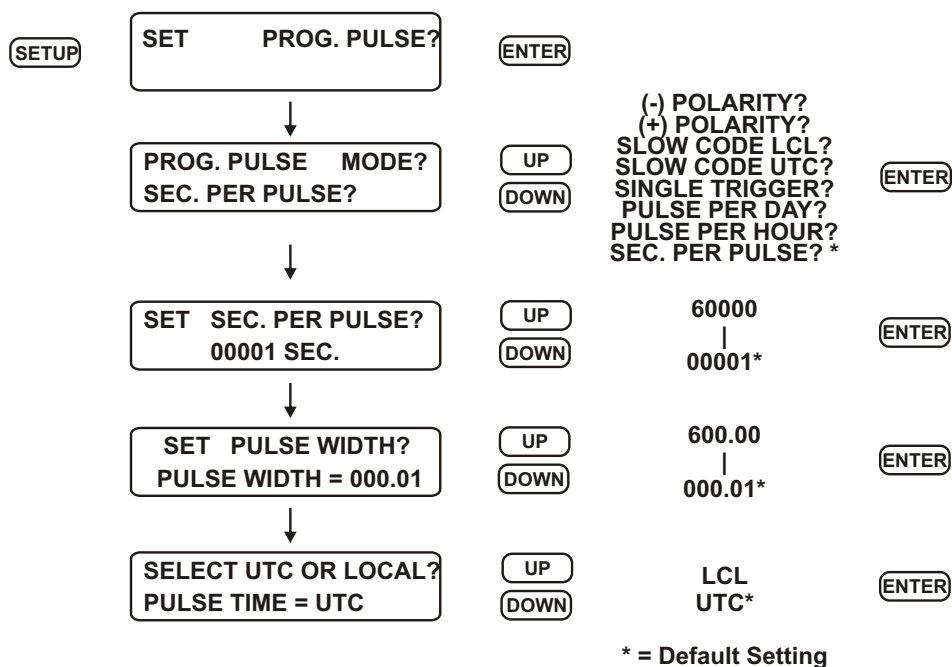 SETUP
SET PROG. PULSE?
ENTER
PROG. PULSE MODE?
SEC. PER PULSE?
UP
DOWN
(-) POLARITY?
(+) POLARITY?
SLOW CODE LCL?
SLOW CODE UTC?
SINGLE TRIGGER?
PULSE PER DAY?
PULSE PER HOUR?
SEC. PER PULSE? *
ENTER
SET SEC. PER PULSE?
00001 SEC.
UP
DOWN
60000
|
00001*
ENTER
SET PULSE WIDTH?
PULSE WIDTH = 000.01
UP
DOWN
600.00
|
000.01*
ENTER
SELECT UTC OR LOCAL?
PULSE TIME = UTC
UP
DOWN
LCL
UTC*
ENTER
* = Default Setting